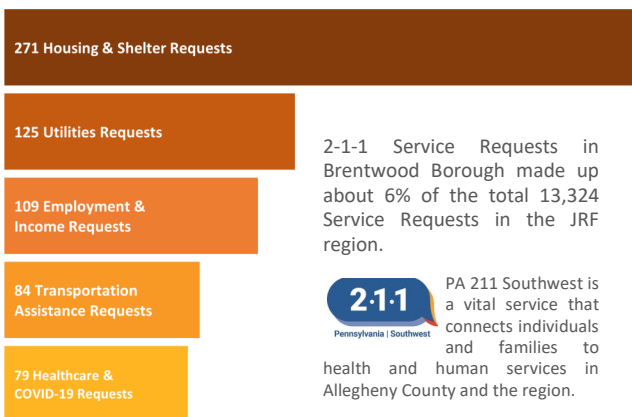 271 Housing & Shelter Requests
125 Utilities Requests
109 Employment &
Income Requests
84 Transportation
Assistance Requests
79 Healthcare &
COVID-19 Requests
2-1-1 Service Requests in
Brentwood Borough made up
about 6% of the total 13,324
Service Requests in the JRF
region.
2·1·1
Pennsylvania | Southwest
PA 211 Southwest is
a vital service that
connects individuals
and families to
health and human services in
Allegheny County and the region.